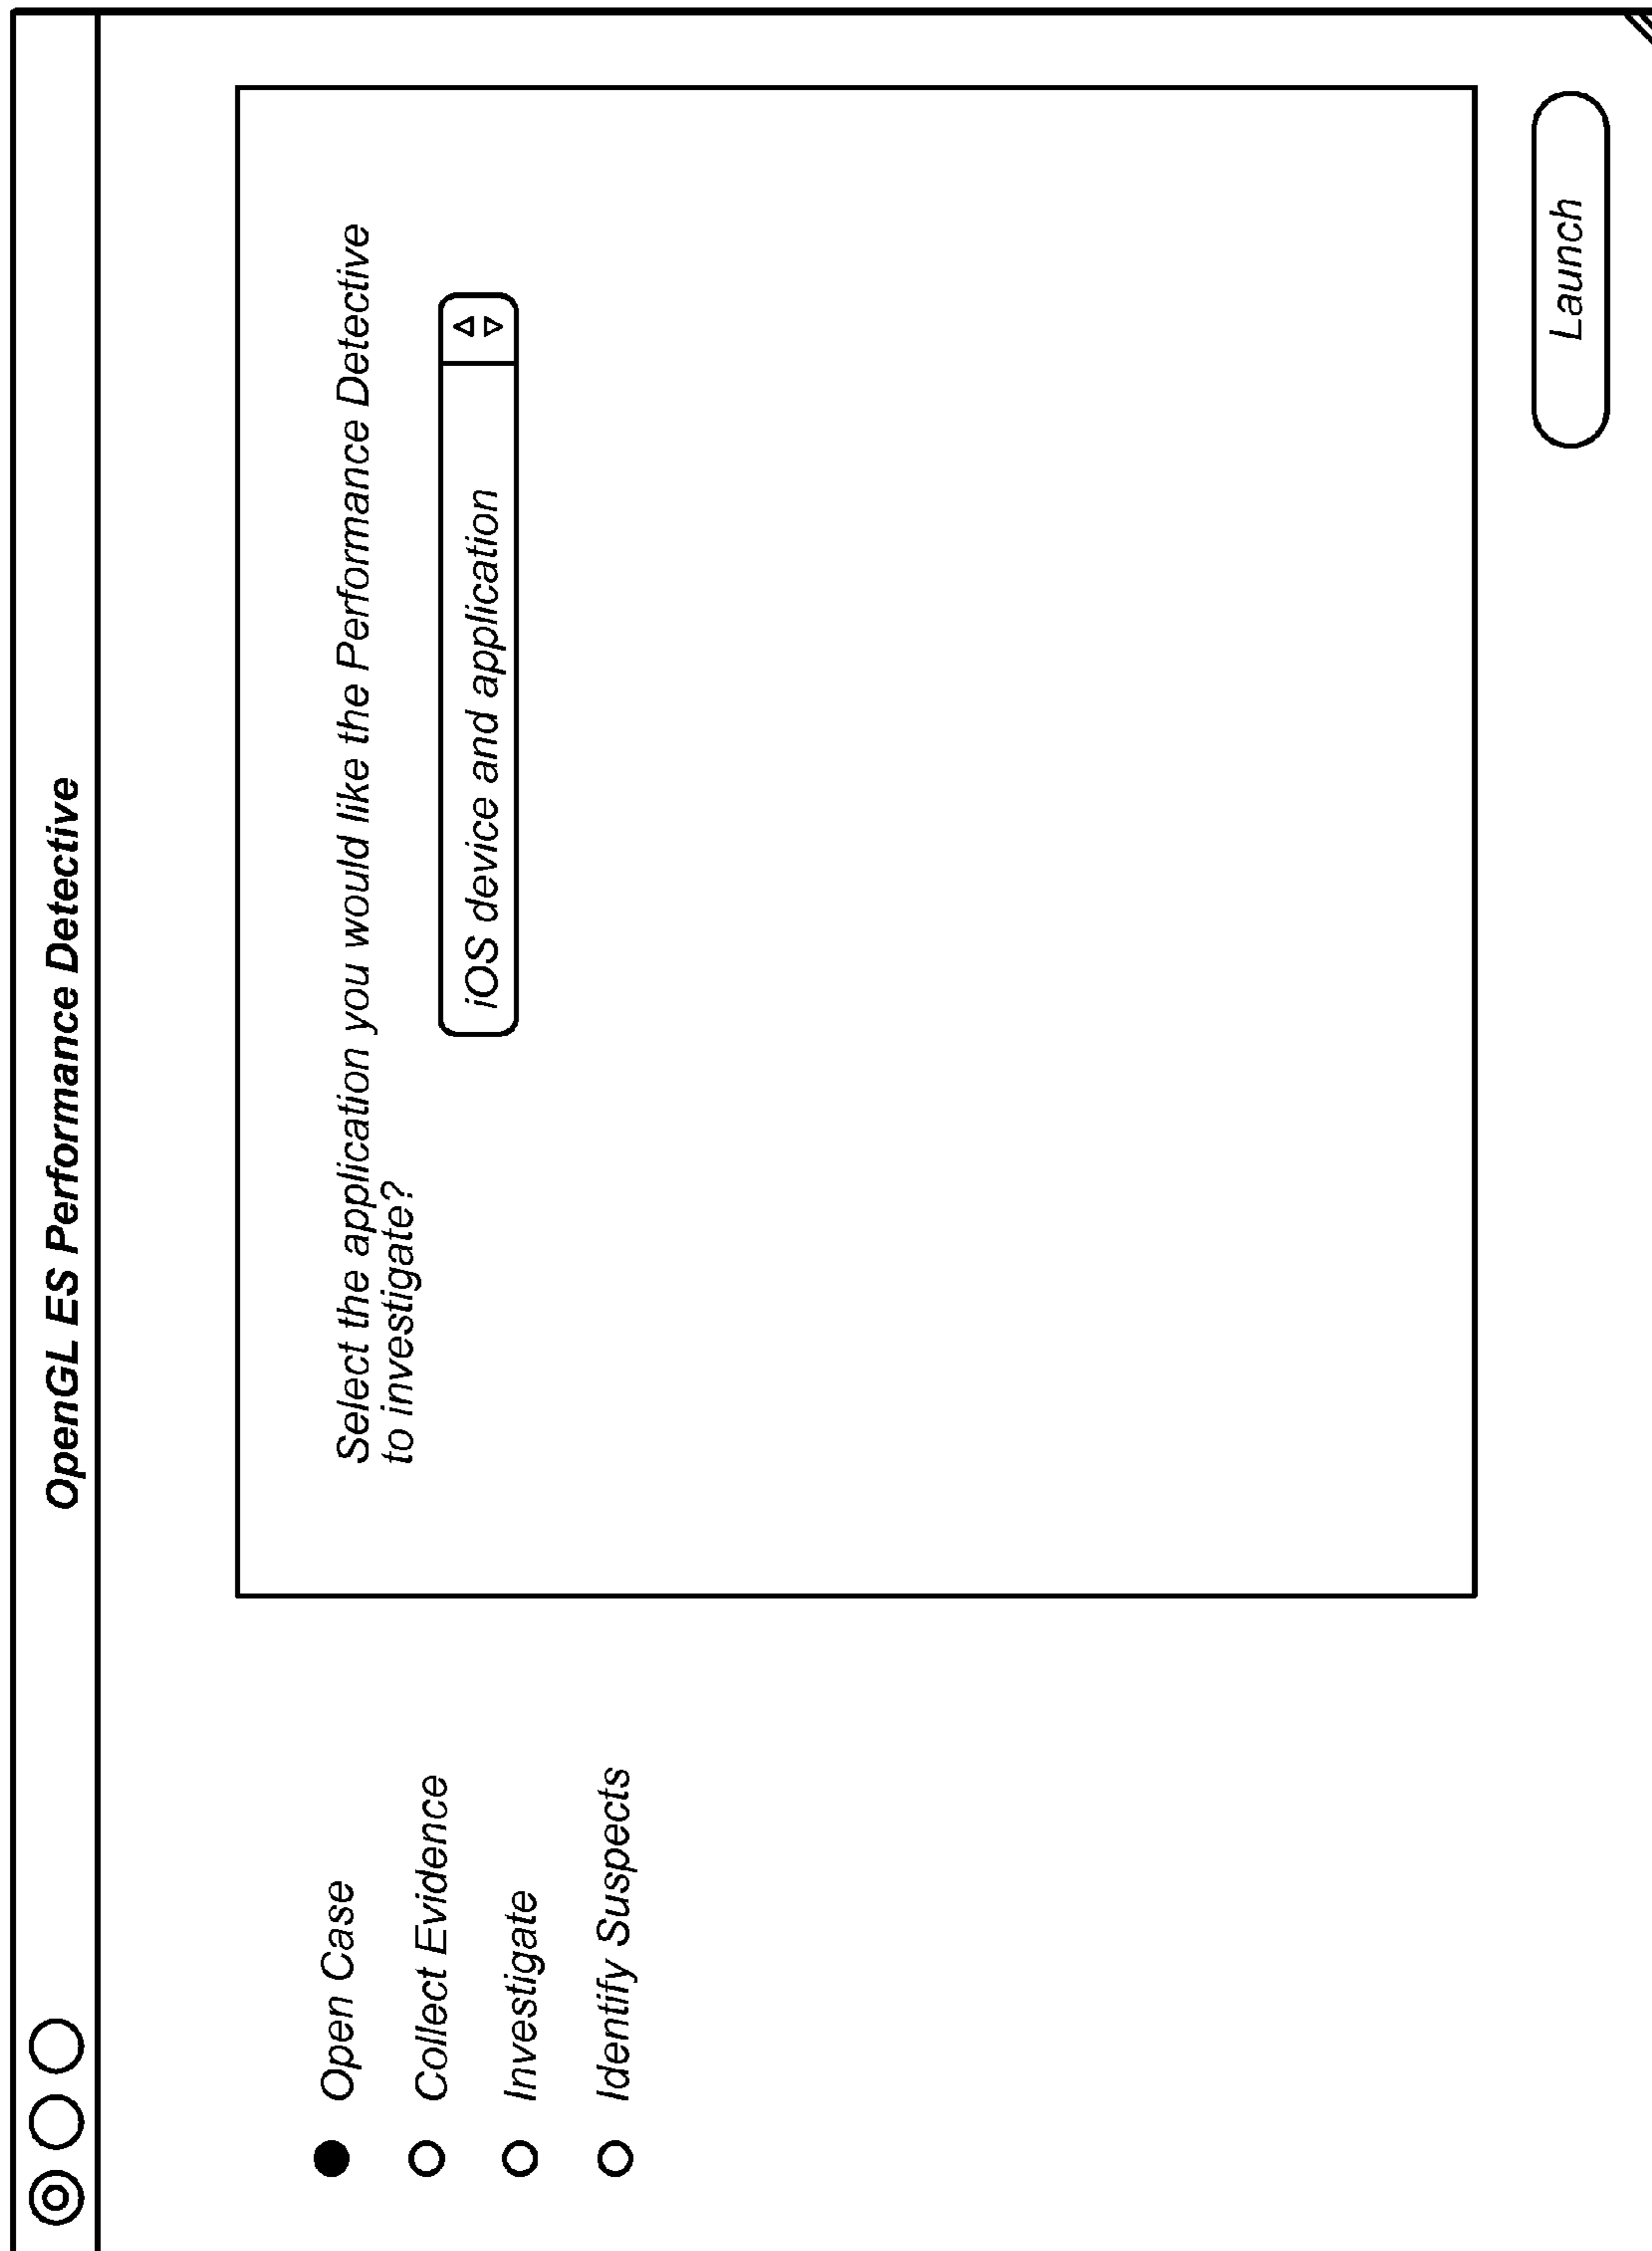 OpenGL ES Performance Detective
Open Case
Collect Evidence
Investigate
Identify Suspects
Select the application you would like the Performance Detective
to investigate?
iOS device and application
Launch